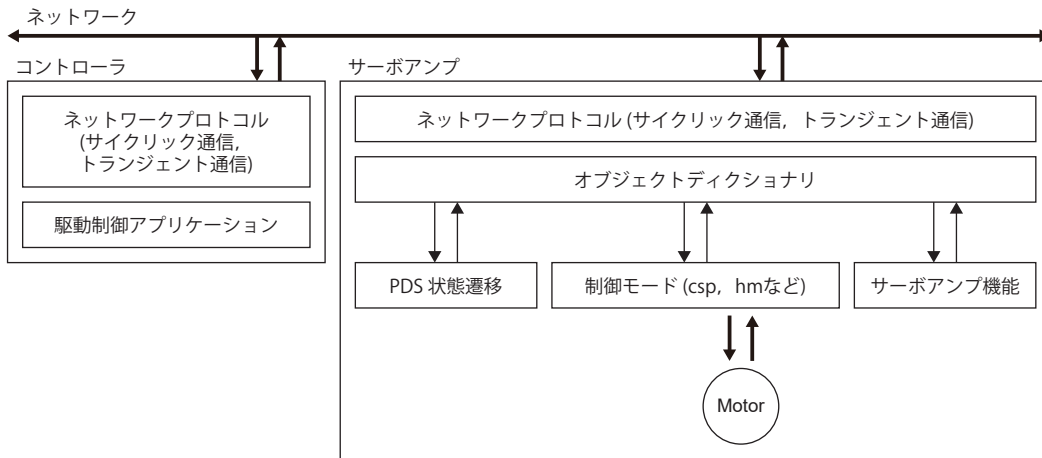 ネットワーク
コントローラ
ネットワークプロトコル
(サイクリック通信,
トランジェント通信)
駆動制御アプリケーション
サーボアンプ
ネットワークプロトコル (サイクリック通信, トランジェント通信)
オブジェクトディクショナリ
PDS 状態遷移
制御モード (csp, hmなど)
サーボアンプ機能
Motor